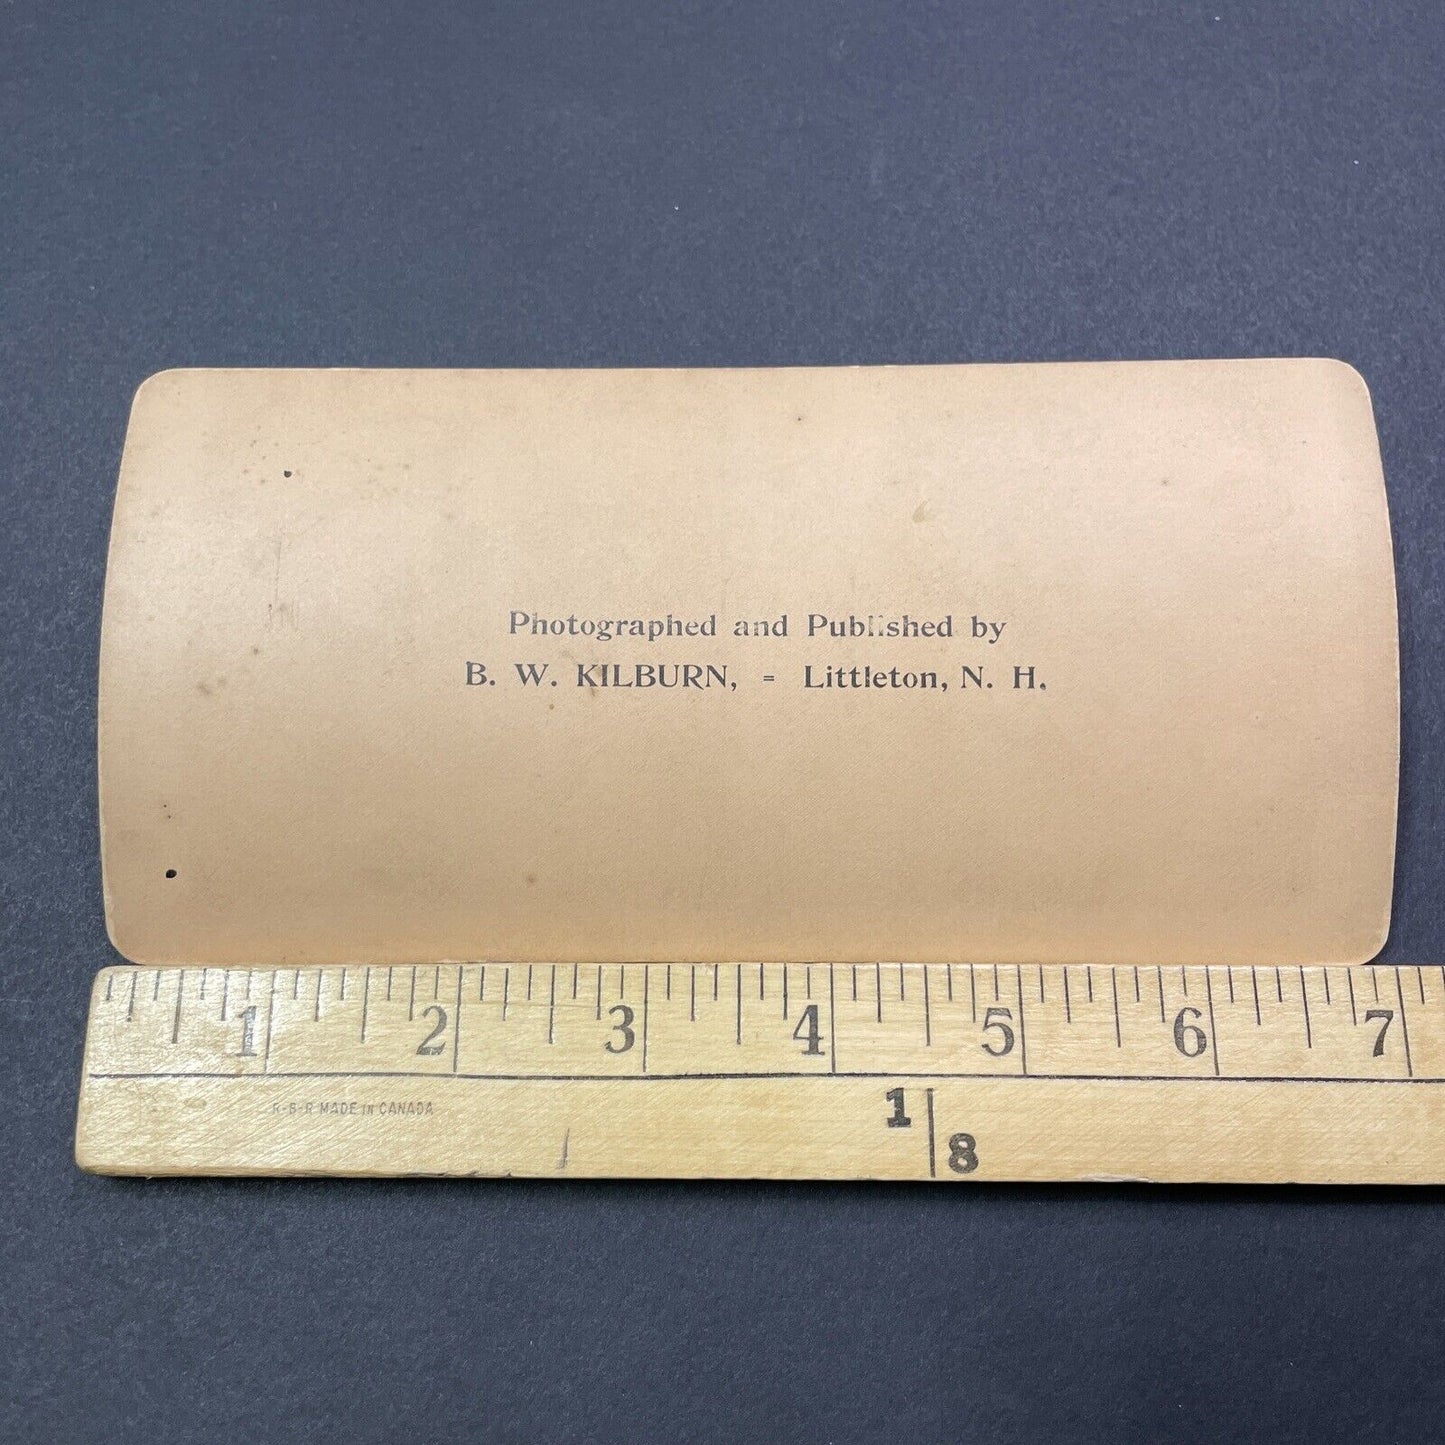 Photographed and Published by
B. W. KILBURN, = Littleton, N. H.
1 2 3 4 5 6 7
R-B-R MADE IN CANADA
1
8